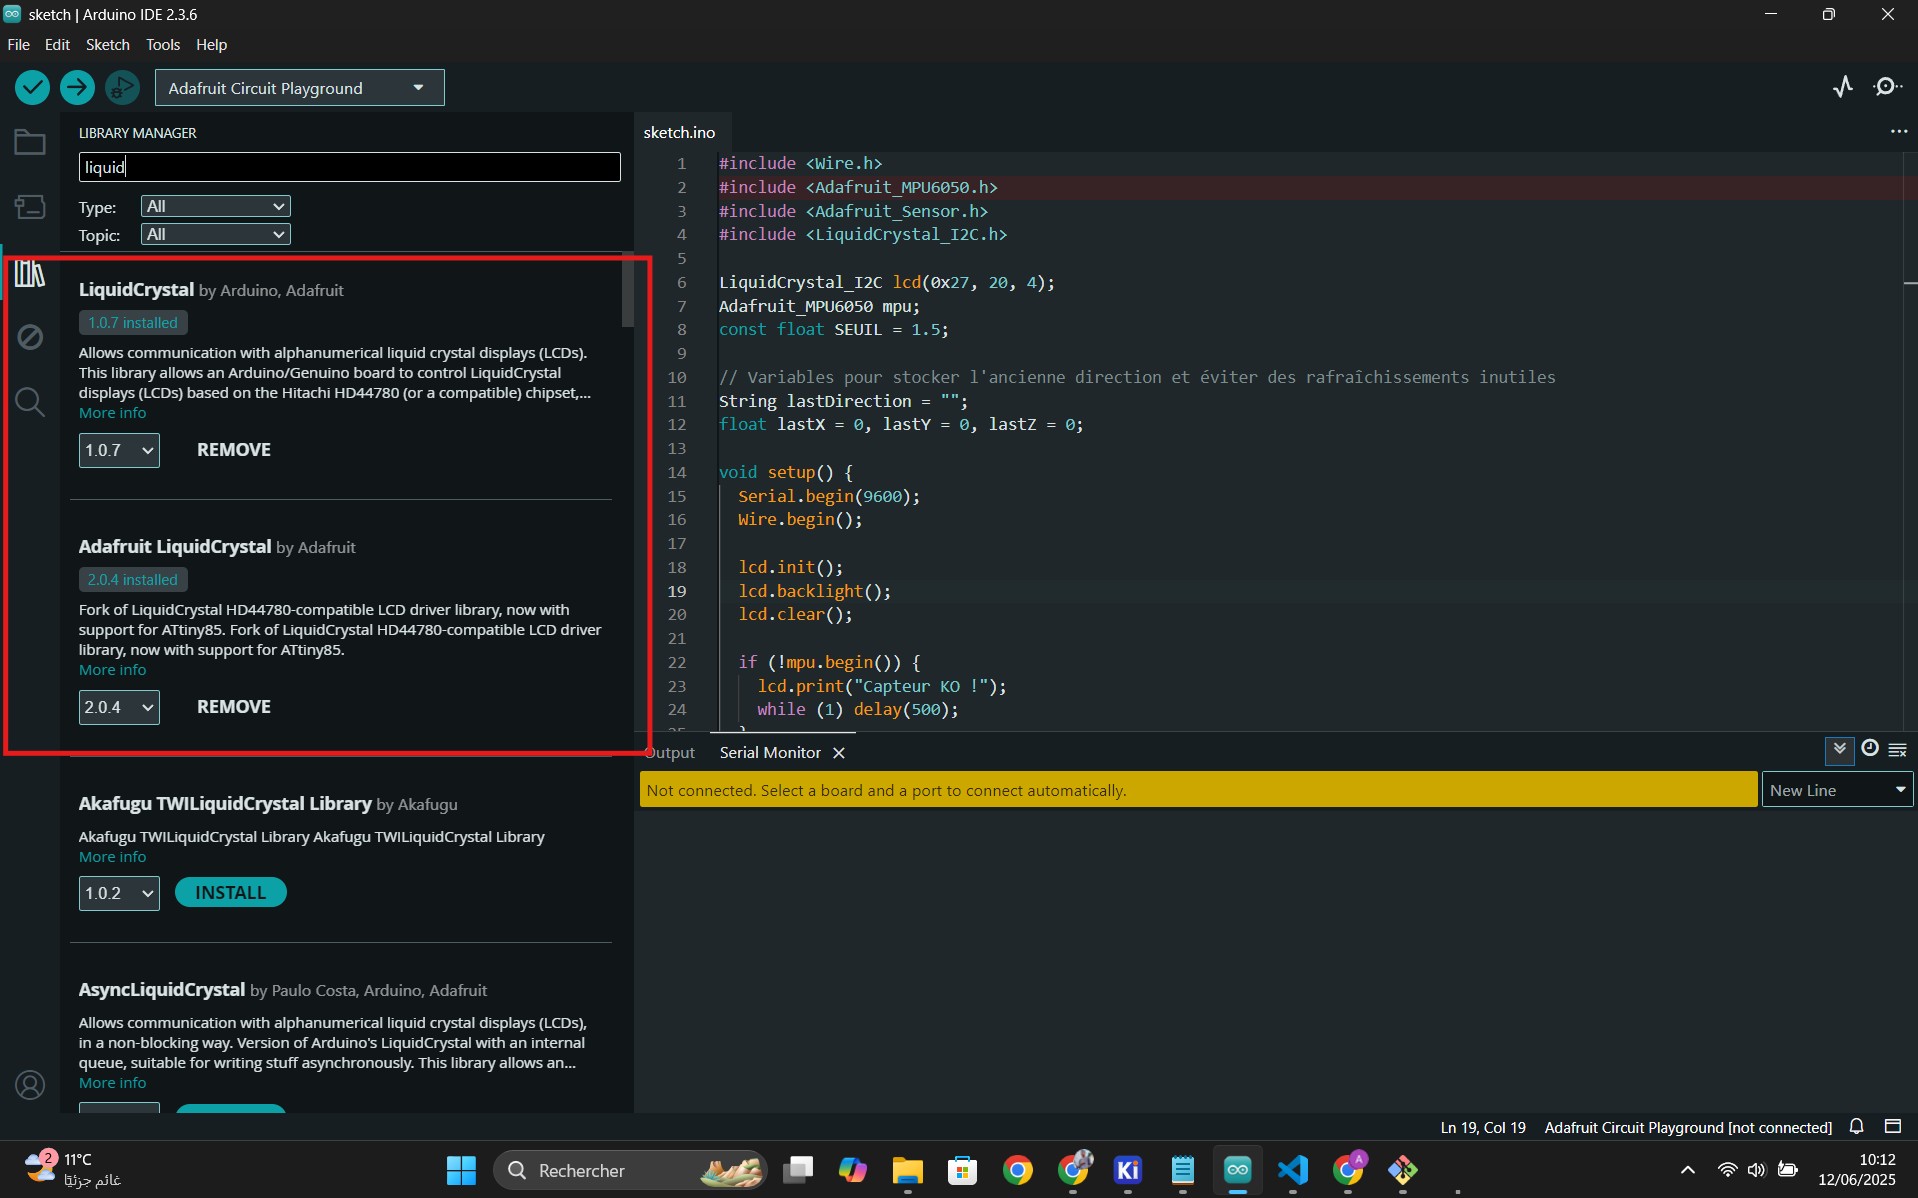 sketch | Arduino IDE 2.3.6
File Edit Sketch Tools Help
Adafruit Circuit Playground
LIBRARY MANAGER
liquid
Type: All
Topic: All
LiquidCrystal by Arduino, Adafruit
1.0.7 installed
Allows communication with alphanumerical liquid crystal displays (LCDs).
This library allows an Arduino/Genuino board to control LiquidCrystal
displays (LCDs) based on the Hitachi HD44780 (or a compatible) chipset,...
More info
1.0.7 REMOVE
Adafruit LiquidCrystal by Adafruit
2.0.4 installed
Fork of LiquidCrystal HD44780-compatible LCD driver library, now with
support for ATtiny85. Fork of LiquidCrystal HD44780-compatible LCD driver
library, now with support for ATtiny85.
More info
2.0.4 REMOVE
Akafugu TWILiquidCrystal Library by Akafugu
Akafugu TWILiquidCrystal Library Akafugu TWILiquidCrystal Library
More info
1.0.2 INSTALL
AsyncLiquidCrystal by Paulo Costa, Arduino, Adafruit
Allows communication with alphanumerical liquid crystal displays (LCDs),
in a non-blocking way. Version of Arduino's LiquidCrystal with an internal
queue, suitable for writing stuff asynchronously. This library allows an...
More info
sketch.ino
1 #include <Wire.h>
2 #include <Adafruit_MPU6050.h>
3 #include <Adafruit_Sensor.h>
4 #include <LiquidCrystal_I2C.h>
5
6 LiquidCrystal_I2C lcd(0x27, 20, 4);
7 Adafruit_MPU6050 mpu;
8 const float SEUIL = 1.5;
9
10 // Variables pour stocker l'ancienne direction et éviter des rafraîchissements inutiles
11 String lastDirection = "";
12 float lastX = 0, lastY = 0, lastZ = 0;
13
14 void setup() {
15 Serial.begin(9600);
16 Wire.begin();
17
18 lcd.init();
19 lcd.backlight();
20 lcd.clear();
21
22 if (!mpu.begin()) {
23 lcd.print("Capteur KO !");
24 while (1) delay(500);
Output Serial Monitor
Not connected. Select a board and a port to connect automatically.
New Line
Ln 19, Col 19 Adafruit Circuit Playground [not connected]
2
11°C
غائم جزئيًا
Rechercher
Ki
A
10:12
12/06/2025